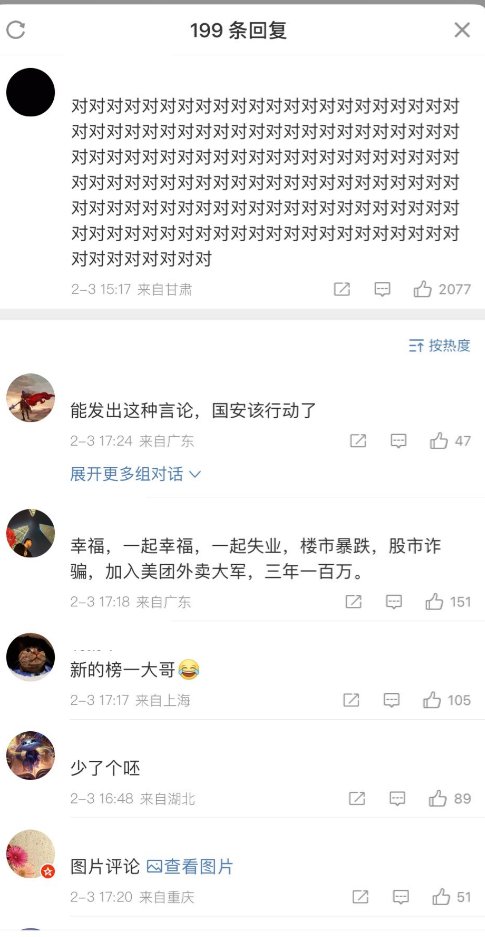 199 条回复
对对对对对对对对对对对对对对对对对对对对对对
对对对对对对对对对对对对对对对对对对对对对对
对对对对对对对对对对对对对对对对对对对对对对
对对对对对对对对对对对对对对对对对对对对对对
对对对对对对对对对对对对对对对对对对对对对对
对对对对对对对对对对对对对对对对对对对对对对
对对对对对对对对
2-3 15:17 来自甘肃 2077
按热度
能发出这种言论，国安该行动了
2-3 17:24 来自广东 47
展开更多组对话
幸福，一起幸福，一起失业，楼市暴跌，股市诈
骗，加入美团外卖大军，三年一百万。
2-3 17:18 来自广东 151
新的榜一大哥😂
2-3 17:17 来自上海 105
少了个呸
2-3 16:48 来自湖北 89
图片评论 查看图片
2-3 17:20 来自重庆 51